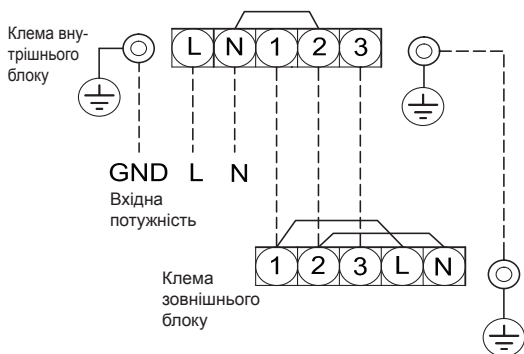 Клема вну-
трішнього
блоку
L N 1 2 3
GND L N
Вхідна
потужність
1 2 3 L N
Клема
зовнішнього
блоку